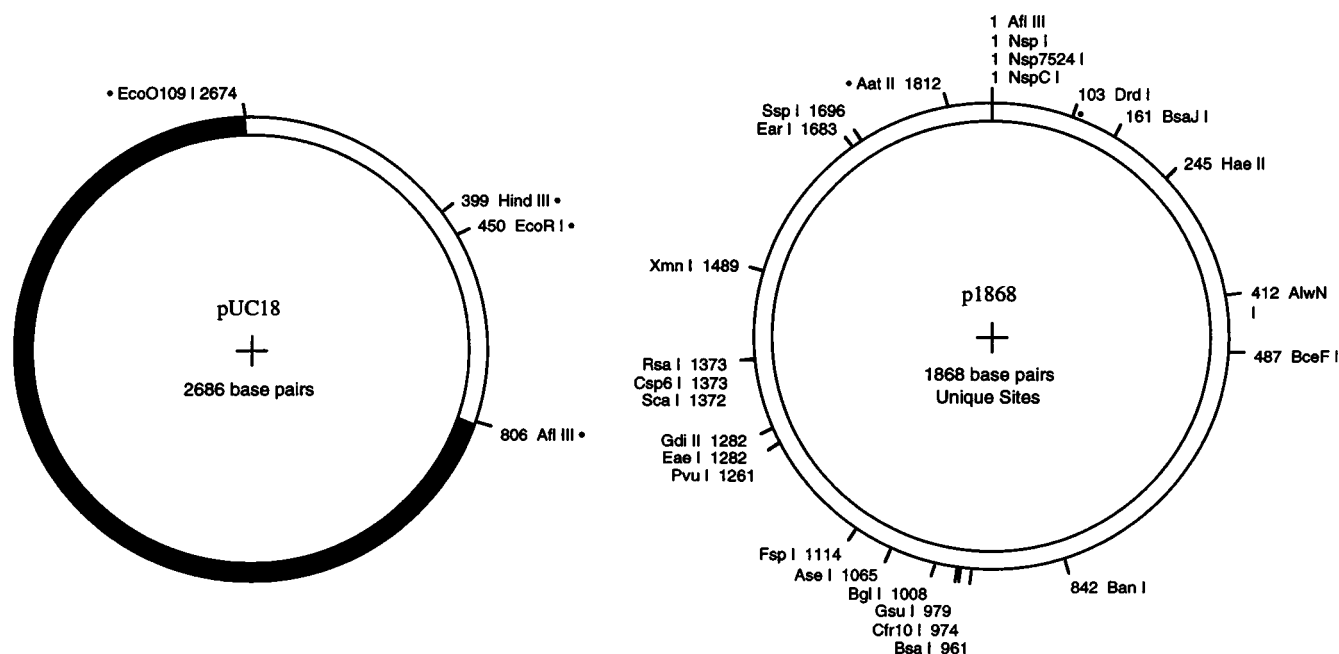 • EcoO109 I 2674
399 Hind III •
450 EcoR I •
pUC18
2686 base pairs
806 Afl III •
1 Afl III
1 Nsp I
1 Nsp7524 I
1 NspC I
• Aat II 1812
103 Drd I
•
Ssp I 1696
161 BsaJ I
Ear I 1683
245 Hae II
Xmn I 1489
412 AlwN
I
p1868
487 BceF I
Rsa I 1373
Csp6 I 1373
1868 base pairs
Sca I 1372
Unique Sites
Gdi II 1282
Eae I 1282
Pvu I 1261
Fsp I 1114
Ase I 1065
842 Ban I
Bgl I 1008
Gsu I 979
Cfr10 I 974
Bsa I 961